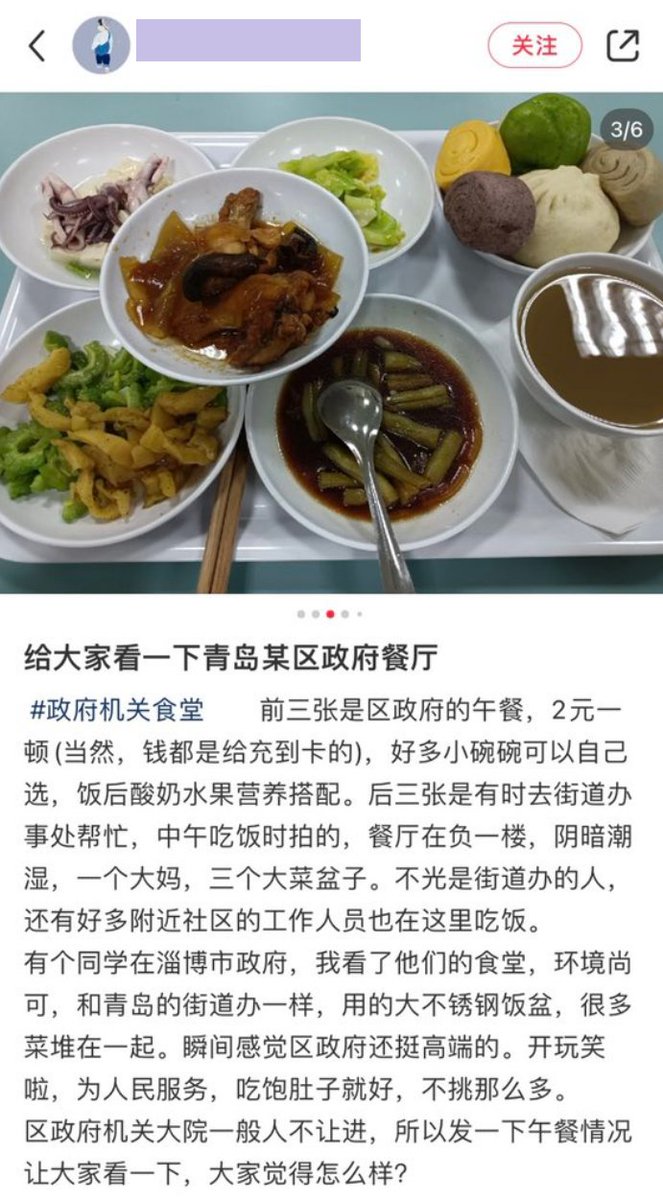 关注
3/6
给大家看一下青岛某区政府餐厅
#政府机关食堂 前三张是区政府的午餐，2元一
顿(当然，钱都是给充到卡的)，好多小碗碗可以自己
选，饭后酸奶水果营养搭配。后三张是有时去街道办
事处帮忙，中午吃饭时拍的，餐厅在负一楼，阴暗潮
湿，一个大妈，三个大菜盆子。不光是街道办的人，
还有好多附近社区的工作人员也在这里吃饭。
有个同学在淄博市政府，我看了他们的食堂，环境尚
可，和青岛的街道办一样，用的大不锈钢饭盆，很多
菜堆在一起。瞬间感觉区政府还挺高端的。开玩笑
啦，为人民服务，吃饱肚子就好，不挑那么多。
区政府机关大院一般人不让进，所以发一下午餐情况
让大家看一下，大家觉得怎么样？